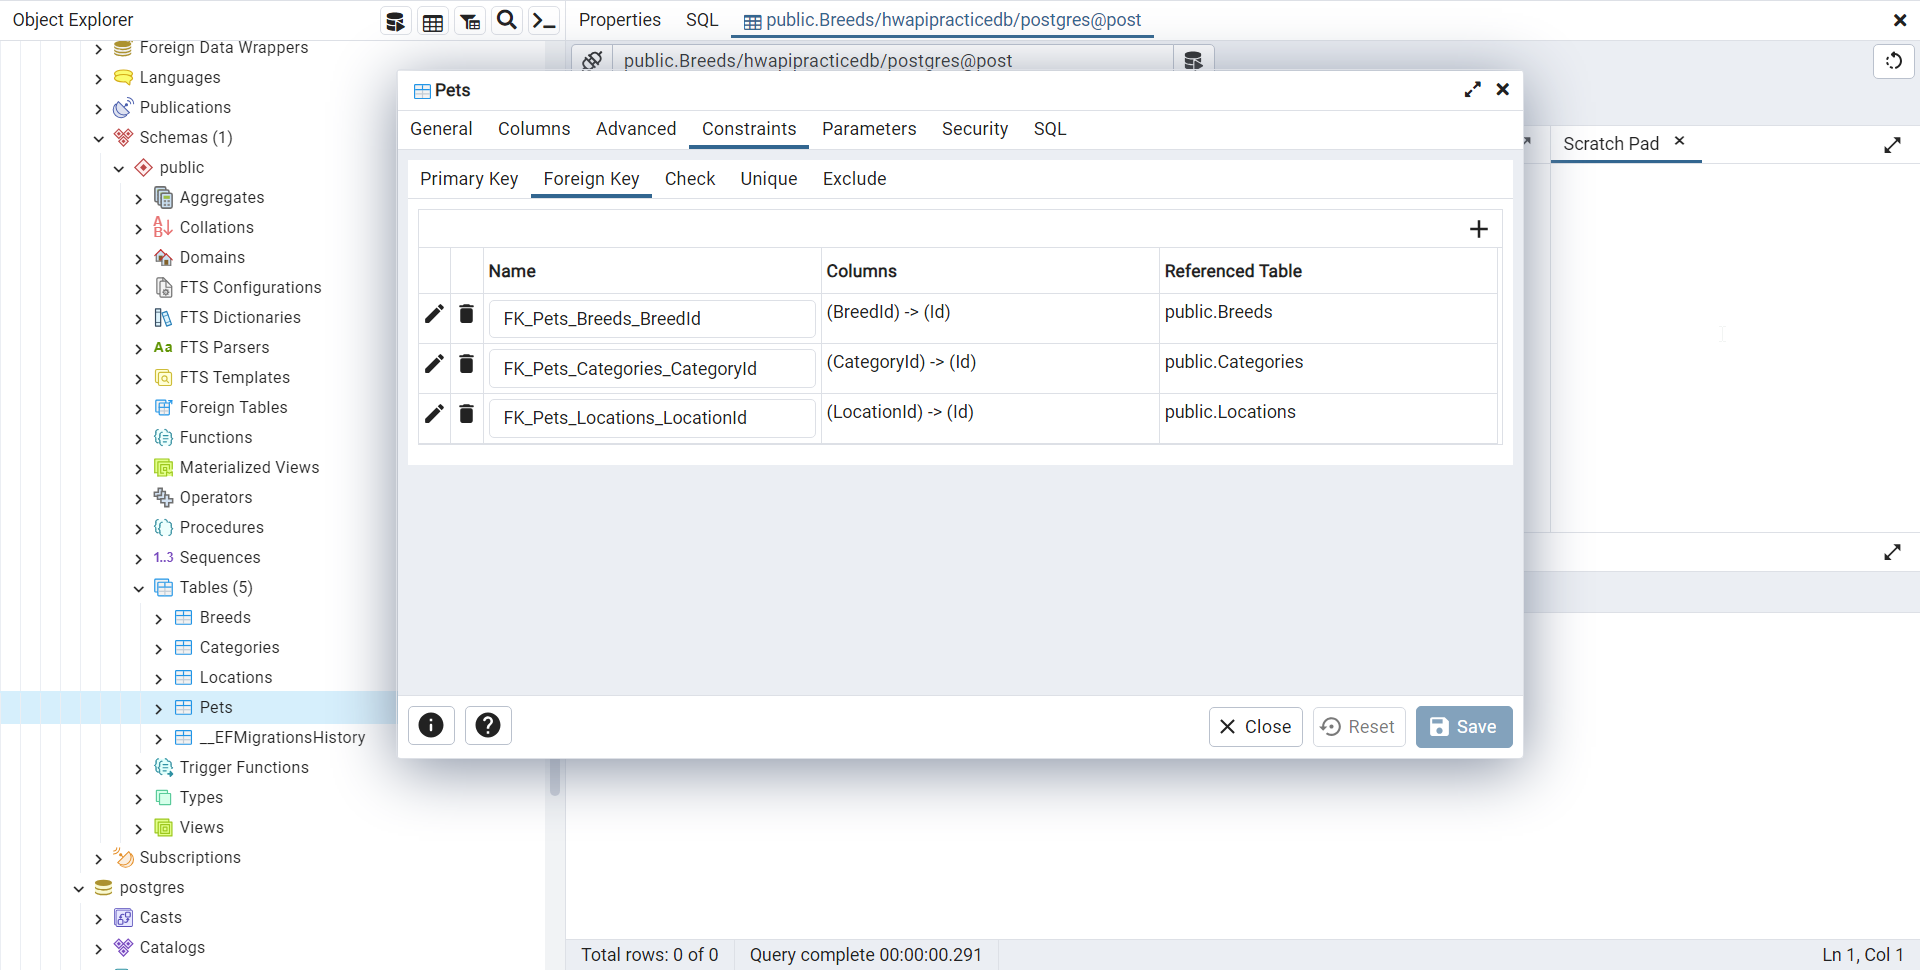 Object Explorer
Properties
SQL
public.Breeds/hwapipracticedb/postgres@post
public.Breeds/hwapipracticedb/postgres@post
Foreign Data Wrappers
Languages
Publications
Schemas (1)
public
Aggregates
Collations
Domains
FTS Configurations
FTS Dictionaries
Aa FTS Parsers
FTS Templates
Foreign Tables
Functions
Materialized Views
Operators
Procedures
1..3 Sequences
Tables (5)
Breeds
Categories
Locations
Pets
__EFMigrationsHistory
Trigger Functions
Types
Views
Subscriptions
postgres
Casts
Catalogs
Pets
General Columns Advanced Constraints Parameters Security SQL
Primary Key Foreign Key Check Unique Exclude
Name Columns Referenced Table
FK_Pets_Breeds_BreedId (BreedId) -> (Id) public.Breeds
FK_Pets_Categories_CategoryId (CategoryId) -> (Id) public.Categories
FK_Pets_Locations_LocationId (LocationId) -> (Id) public.Locations
Close Reset Save
Scratch Pad
Total rows: 0 of 0
Query complete 00:00:00.291
Ln 1, Col 1